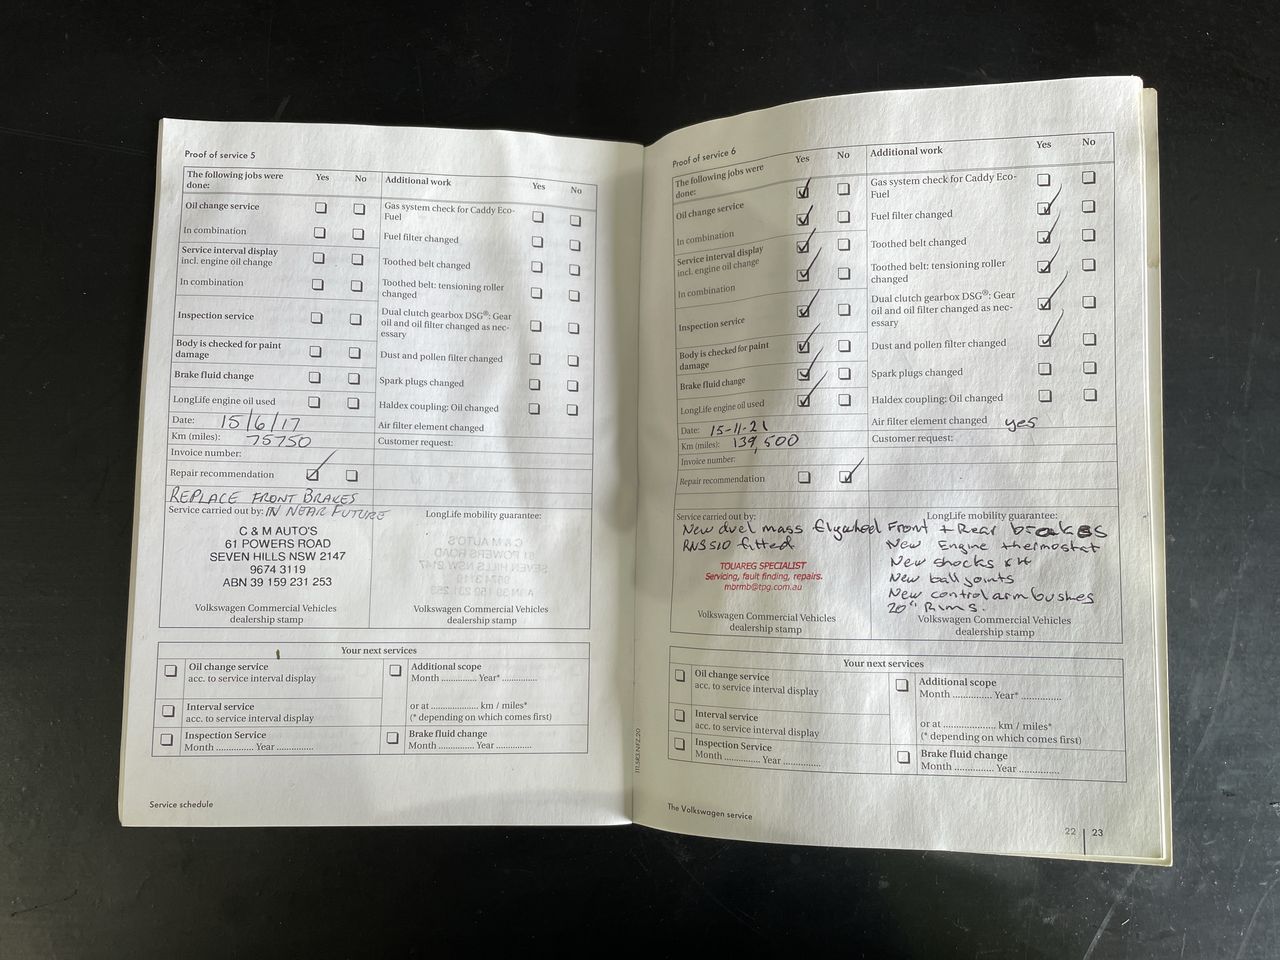 Proof of service 5
The following jobs were done: Yes No Additional work Yes No
Oil change service
In combination
Service interval display incl. engine oil change
In combination
Inspection service
Body is checked for paint damage
Brake fluid change
LongLife engine oil used
Gas system check for Caddy Eco-
Fuel
Fuel filter changed
Toothed belt changed
Toothed belt: tensioning roller
changed
Dual clutch gearbox DSG®: Gear
oil and oil filter changed as nec-
essary
Dust and pollen filter changed
Spark plugs changed
Haldex coupling: Oil changed
Air filter element changed
Date: 15/6/17
Km (miles): 75750
Customer request:
Invoice number:
Repair recommendation
REPLACE FRONT BRAKES
Service carried out by: IN NEAR FUTURE
LongLife mobility guarantee:
C & M AUTO'S
61 POWERS ROAD
SEVEN HILLS NSW 2147
9674 3119
ABN 39 159 231 253
Volkswagen Commercial Vehicles
dealership stamp
Volkswagen Commercial Vehicles
dealership stamp
Your next services
Oil change service
acc. to service interval display
Interval service
acc. to service interval display
Inspection Service
Month .............. Year ...............
Additional scope
Month .............. Year* ..............
or at .................... km / miles*
(* depending on which comes first)
Brake fluid change
Month .............. Year ..............
Service schedule
111.5R3.NFZ.20
Proof of service 6
The following jobs were done: Yes No Additional work Yes No
Oil change service
In combination
Service interval display
incl. engine oil change
In combination
Inspection service
Body is checked for paint
damage
Brake fluid change
LongLife engine oil used
Gas system check for Caddy Eco-
Fuel
Fuel filter changed
Toothed belt changed
Toothed belt: tensioning roller
changed
Dual clutch gearbox DSG®: Gear
oil and oil filter changed as nec-
essary
Dust and pollen filter changed
Spark plugs changed
Haldex coupling: Oil changed
Air filter element changed yes
Date: 15-11-21
Km (miles): 139,500
Customer request:
Invoice number:
Repair recommendation
Service carried out by:
LongLife mobility guarantee:
New duel mass flywheel Front + Rear breakes
RNS510 fitted
New Engine thermostat
New shocks x4
New ball joints
New control arm bushes
20" Rims.
TOUAREG SPECIALIST
Servicing, fault finding, repairs.
mbrmb@tpg.com.au
Volkswagen Commercial Vehicles
dealership stamp
Volkswagen Commercial Vehicles
dealership stamp
Your next services
Oil change service
acc. to service interval display
Interval service
acc. to service interval display
Inspection Service
Month .............. Year ...............
Additional scope
Month .............. Year* ..............
or at .................... km / miles*
(* depending on which comes first)
Brake fluid change
Month .............. Year ..............
The Volkswagen service
22 | 23